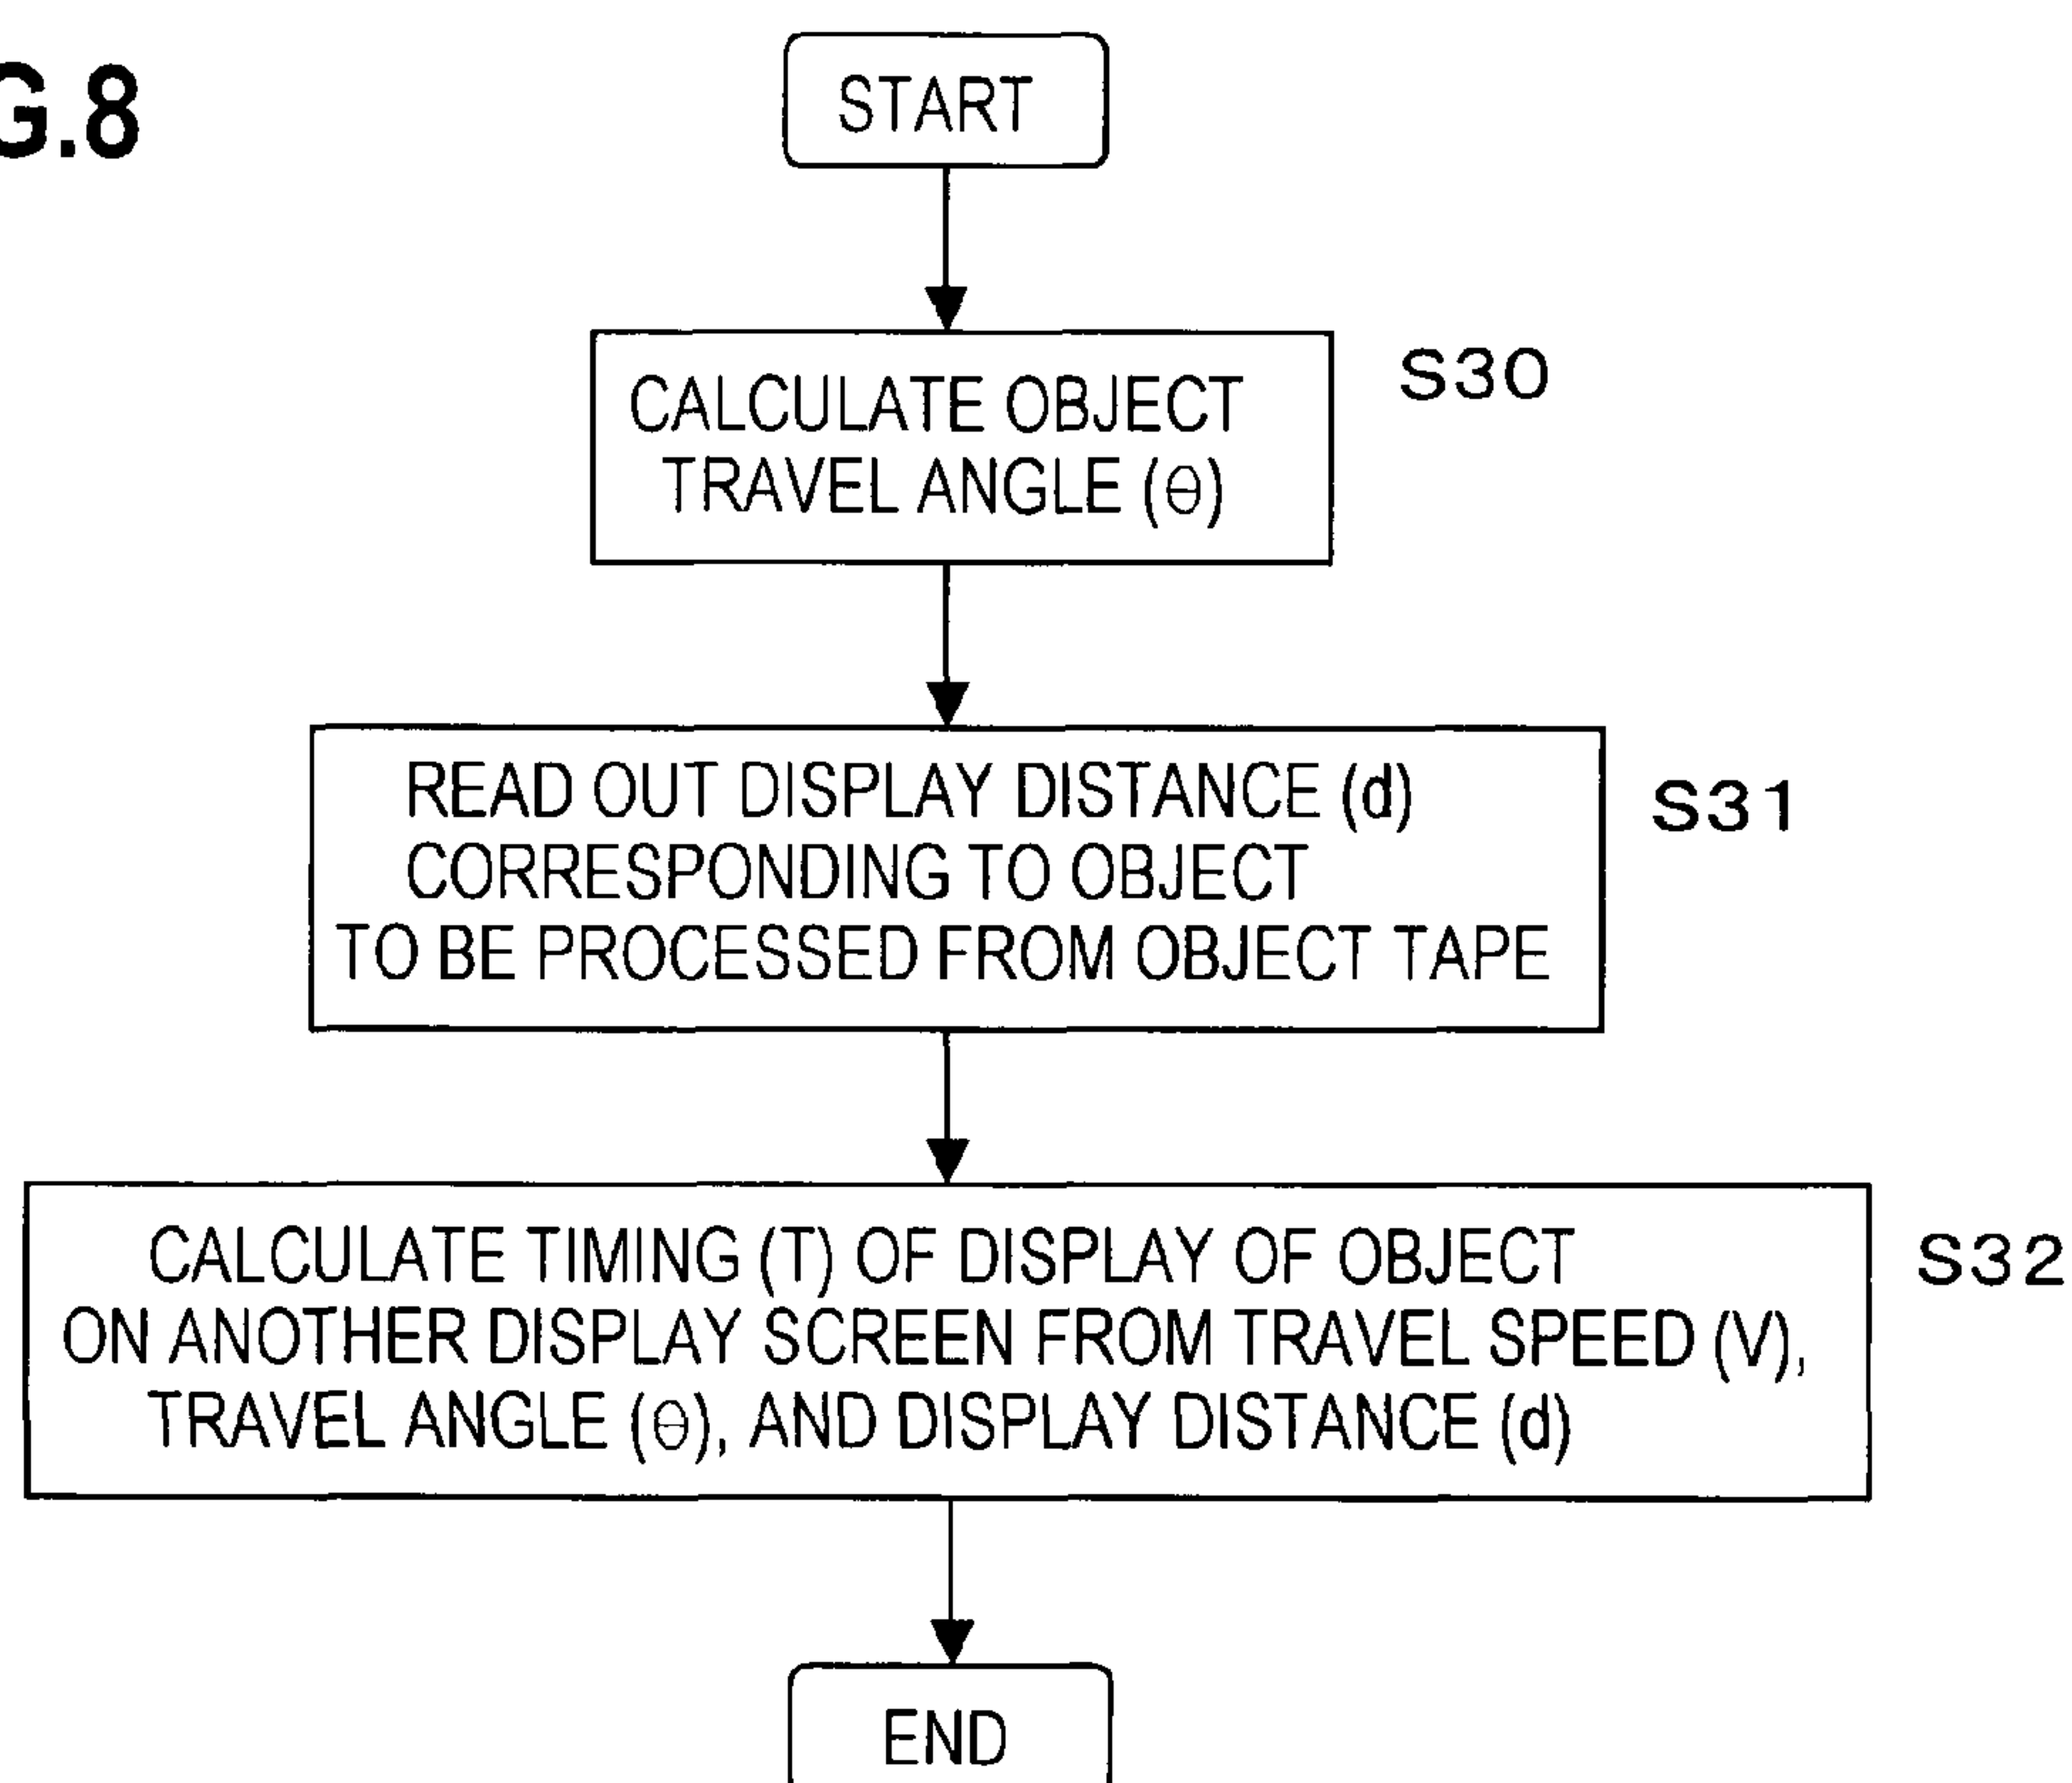 G.8
START
CALCULATE OBJECT
TRAVEL ANGLE (θ)
S30
READ OUT DISPLAY DISTANCE (d)
CORRESPONDING TO OBJECT
TO BE PROCESSED FROM OBJECT TAPE
S31
CALCULATE TIMING (T) OF DISPLAY OF OBJECT
ON ANOTHER DISPLAY SCREEN FROM TRAVEL SPEED (V),
TRAVEL ANGLE (θ), AND DISPLAY DISTANCE (d)
S32
END